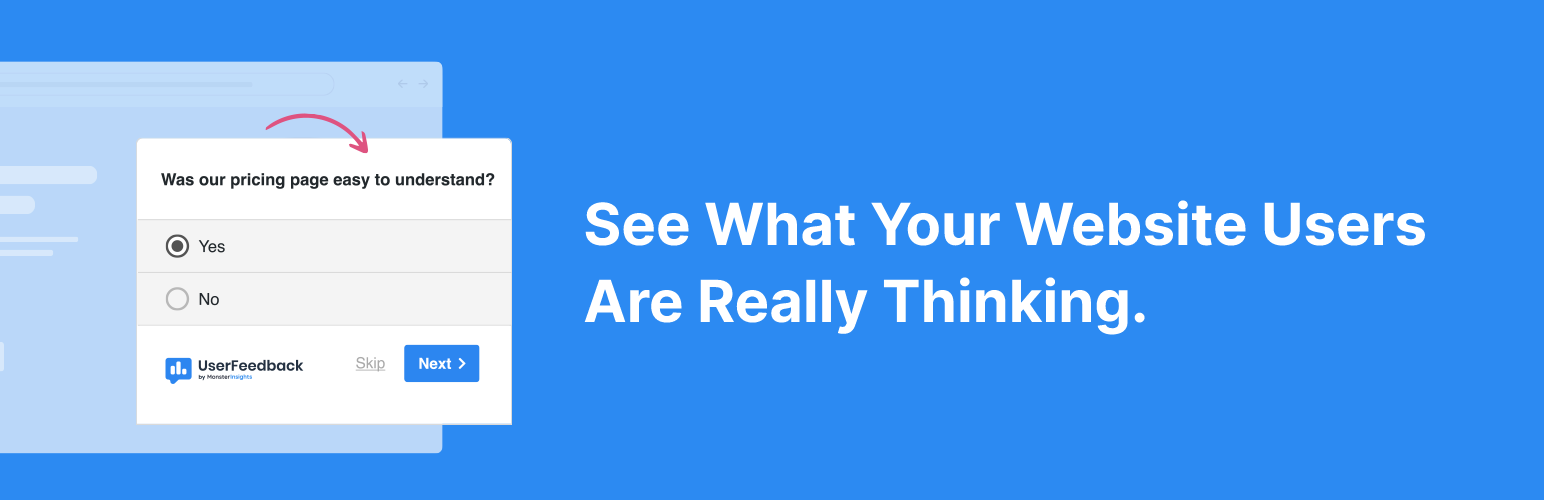 Was our pricing page easy to understand?
Yes
No
UserFeedback
by MonsterInsights
Skip
Next
See What Your Website Users
Are Really Thinking.